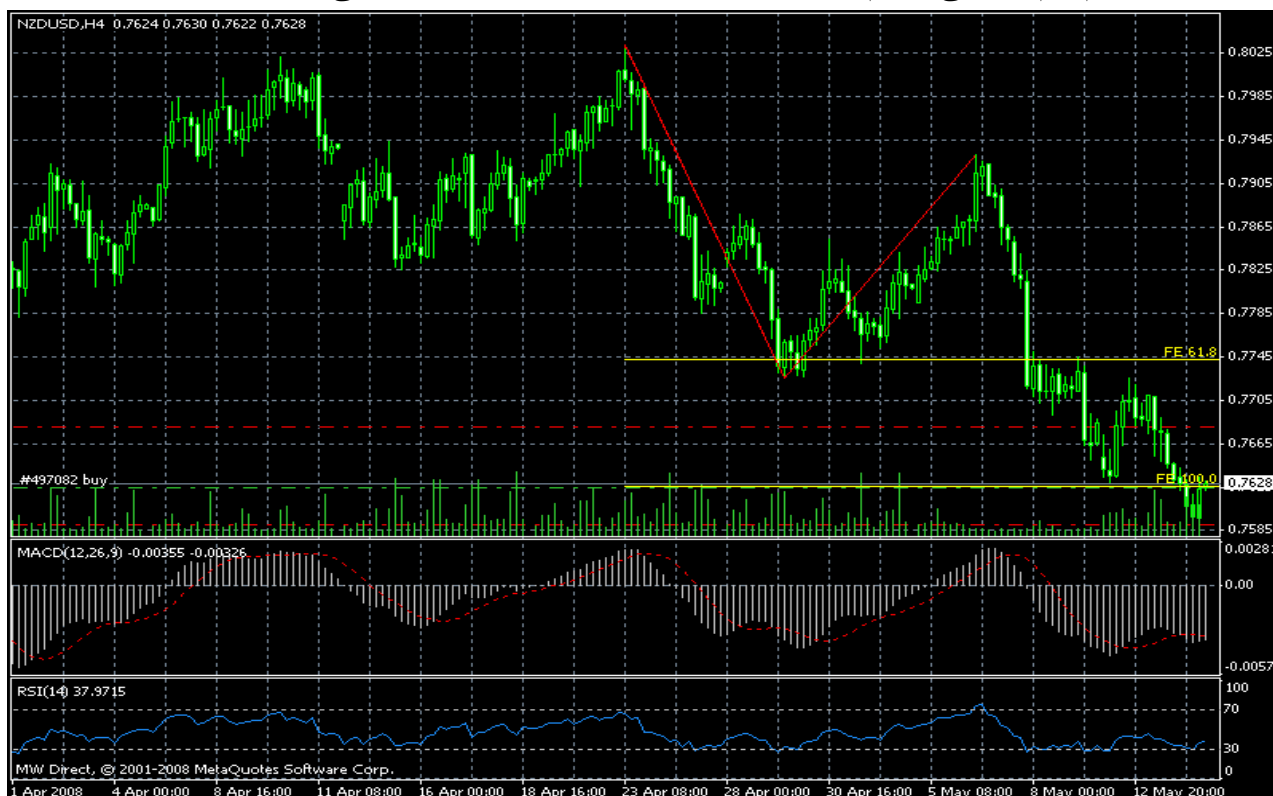 NZDUSD,H4 0.7624 0.7630 0.7622 0.7628
0.8025
0.7985
0.7945
0.7905
0.7865
0.7825
0.7785
0.7745
FE 61.8
0.7705
0.7665
#497082 buy
FE 100.0
0.7628
0.7585
MACD(12,26,9) -0.00355 -0.00326
0.00281
0.00
-0.0057
RSI(14) 37.9715
100
70
30
0
MW Direct, © 2001-2008 MetaQuotes Software Corp.
1 Apr 2008 4 Apr 00:00 8 Apr 16:00 11 Apr 08:00 16 Apr 00:00 18 Apr 16:00 23 Apr 08:00 28 Apr 00:00 30 Apr 16:00 5 May 08:00 8 May 00:00 12 May 20:00